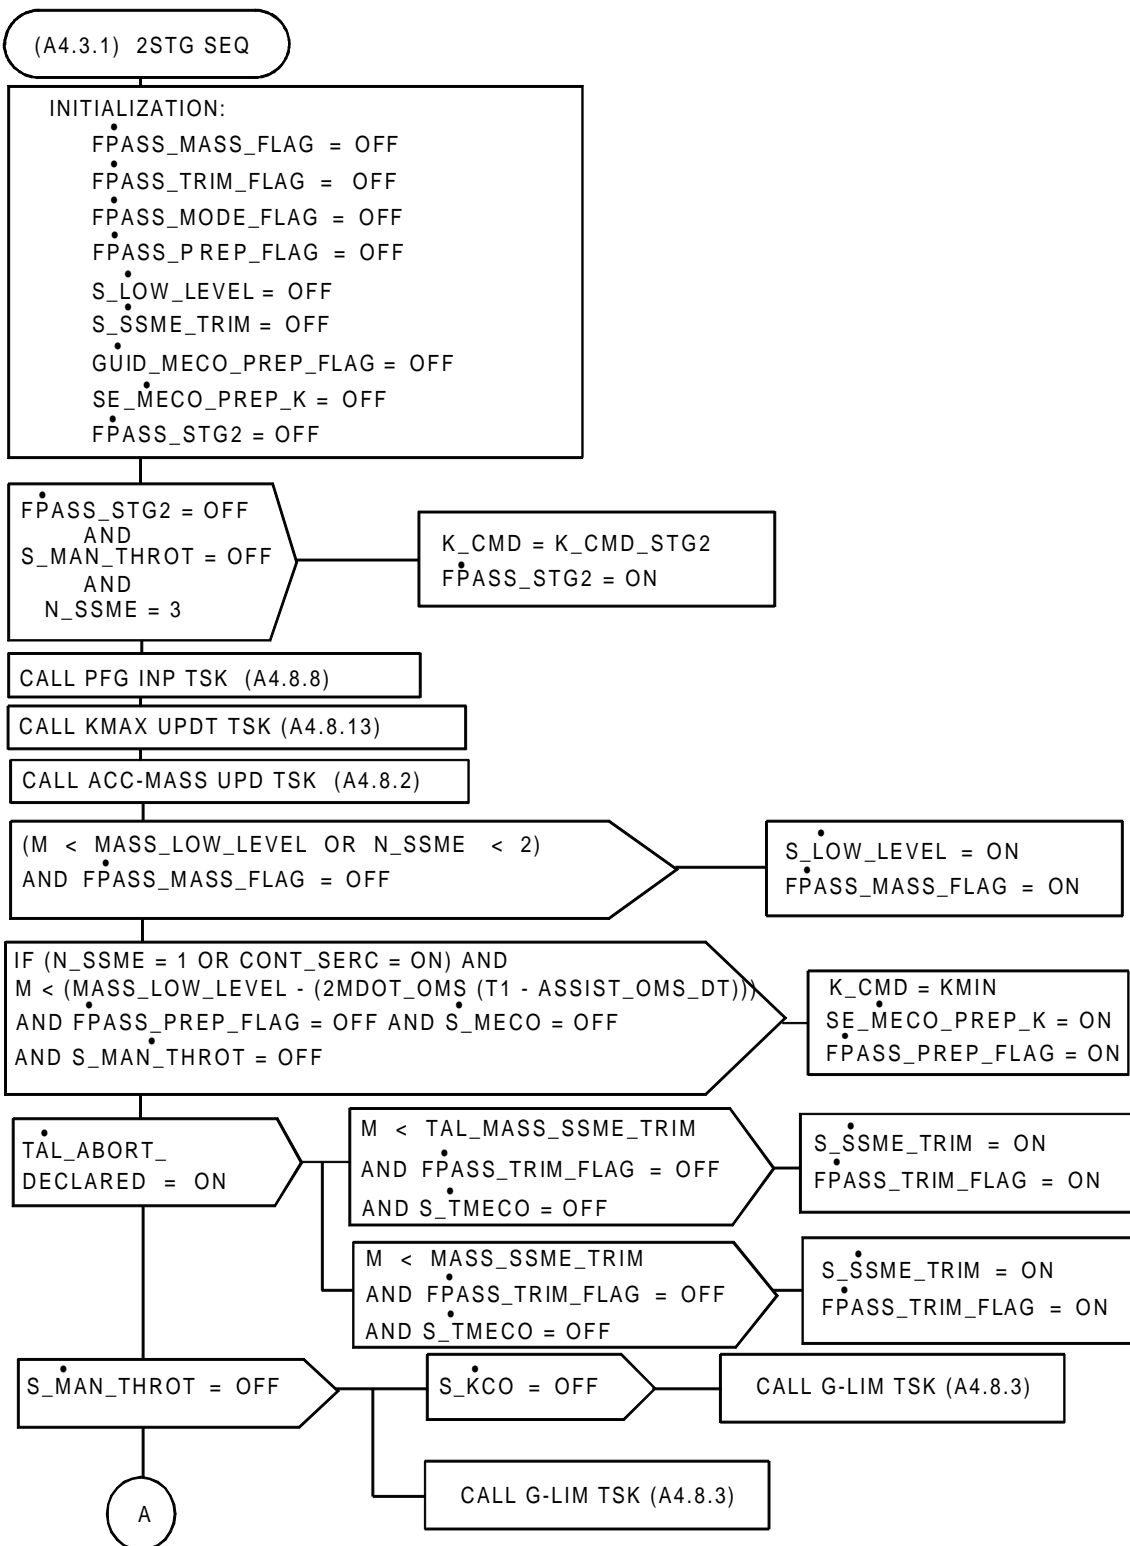 (A4.3.1) 2STG SEQ
INITIALIZATION:
FPASS_MASS_FLAG = OFF
FPASS_TRIM_FLAG = OFF
FPASS_MODE_FLAG = OFF
FPASS_PREP_FLAG = OFF
S_LOW_LEVEL = OFF
S_SSME_TRIM = OFF
GUID_MECO_PREP_FLAG = OFF
SE_MECO_PREP_K = OFF
FPASS_STG2 = OFF
FPASS_STG2 = OFF
AND
S_MAN_THROT = OFF
AND
N_SSME = 3
K_CMD = K_CMD_STG2
FPASS_STG2 = ON
CALL PFG INP TSK (A4.8.8)
CALL KMAX UPDT TSK (A4.8.13)
CALL ACC-MASS UPD TSK (A4.8.2)
(M < MASS_LOW_LEVEL OR N_SSME < 2)
AND FPASS_MASS_FLAG = OFF
S_LOW_LEVEL = ON
FPASS_MASS_FLAG = ON
IF (N_SSME = 1 OR CONT_SERC = ON) AND
M < (MASS_LOW_LEVEL - (2MDOT_OMS (T1 - ASSIST_OMS_DT)))
AND FPASS_PREP_FLAG = OFF AND S_MECO = OFF
AND S_MAN_THROT = OFF
K_CMD = KMIN
SE_MECO_PREP_K = ON
FPASS_PREP_FLAG = ON
TAL_ABORT_
DECLARED = ON
M < TAL_MASS_SSME_TRIM
AND FPASS_TRIM_FLAG = OFF
AND S_TMECO = OFF
S_SSME_TRIM = ON
FPASS_TRIM_FLAG = ON
M < MASS_SSME_TRIM
AND FPASS_TRIM_FLAG = OFF
AND S_TMECO = OFF
S_SSME_TRIM = ON
FPASS_TRIM_FLAG = ON
S_MAN_THROT = OFF
S_KCO = OFF
CALL G-LIM TSK (A4.8.3)
CALL G-LIM TSK (A4.8.3)
A